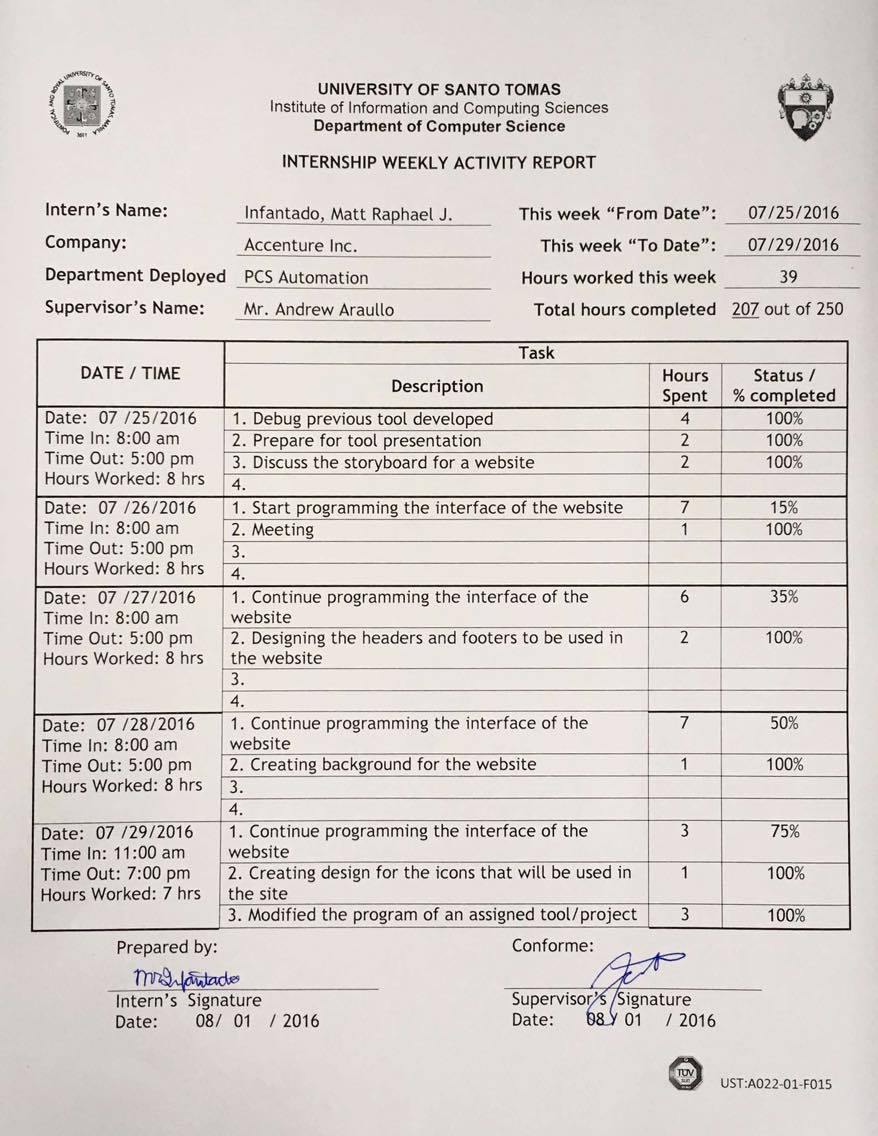 PONTIFICAL AND ROYAL UNIVERSITY OF SANTO TOMAS, MANILA
1611
UNIVERSITY OF SANTO TOMAS
Institute of Information and Computing Sciences
Department of Computer Science
INTERNSHIP WEEKLY ACTIVITY REPORT
Intern's Name: Infantado, Matt Raphael J. This week “From Date”: 07/25/2016
Company: Accenture Inc. This week “To Date”: 07/29/2016
Department Deployed PCS Automation Hours worked this week 39
Supervisor's Name: Mr. Andrew Araullo Total hours completed 207 out of 250
DATE / TIME
Task
Description
Hours Spent
Status / % completed
Date: 07 /25/2016
Time In: 8:00 am
Time Out: 5:00 pm
Hours Worked: 8 hrs
1. Debug previous tool developed 4 100%
2. Prepare for tool presentation 2 100%
3. Discuss the storyboard for a website 2 100%
4.
Date: 07 /26/2016
Time In: 8:00 am
Time Out: 5:00 pm
Hours Worked: 8 hrs
1. Start programming the interface of the website 7 15%
2. Meeting 1 100%
3.
4.
Date: 07 /27/2016
Time In: 8:00 am
Time Out: 5:00 pm
Hours Worked: 8 hrs
1. Continue programming the interface of the 6 35%
website
2. Designing the headers and footers to be used in 2 100%
the website
3.
4.
Date: 07 /28/2016
Time In: 8:00 am
Time Out: 5:00 pm
Hours Worked: 8 hrs
1. Continue programming the interface of the 7 50%
website
2. Creating background for the website 1 100%
3.
4.
Date: 07 /29/2016
Time In: 11:00 am
Time Out: 7:00 pm
Hours Worked: 7 hrs
1. Continue programming the interface of the 3 75%
website
2. Creating design for the icons that will be used in 1 100%
the site
3. Modified the program of an assigned tool/project 3 100%
Prepared by: Conforme:
MRInfantado
Intern's Signature Supervisor's Signature
Date: 08/ 01 / 2016 Date: 08/ 01 / 2016
TÜV
SÜD
UST:A022-01-F015